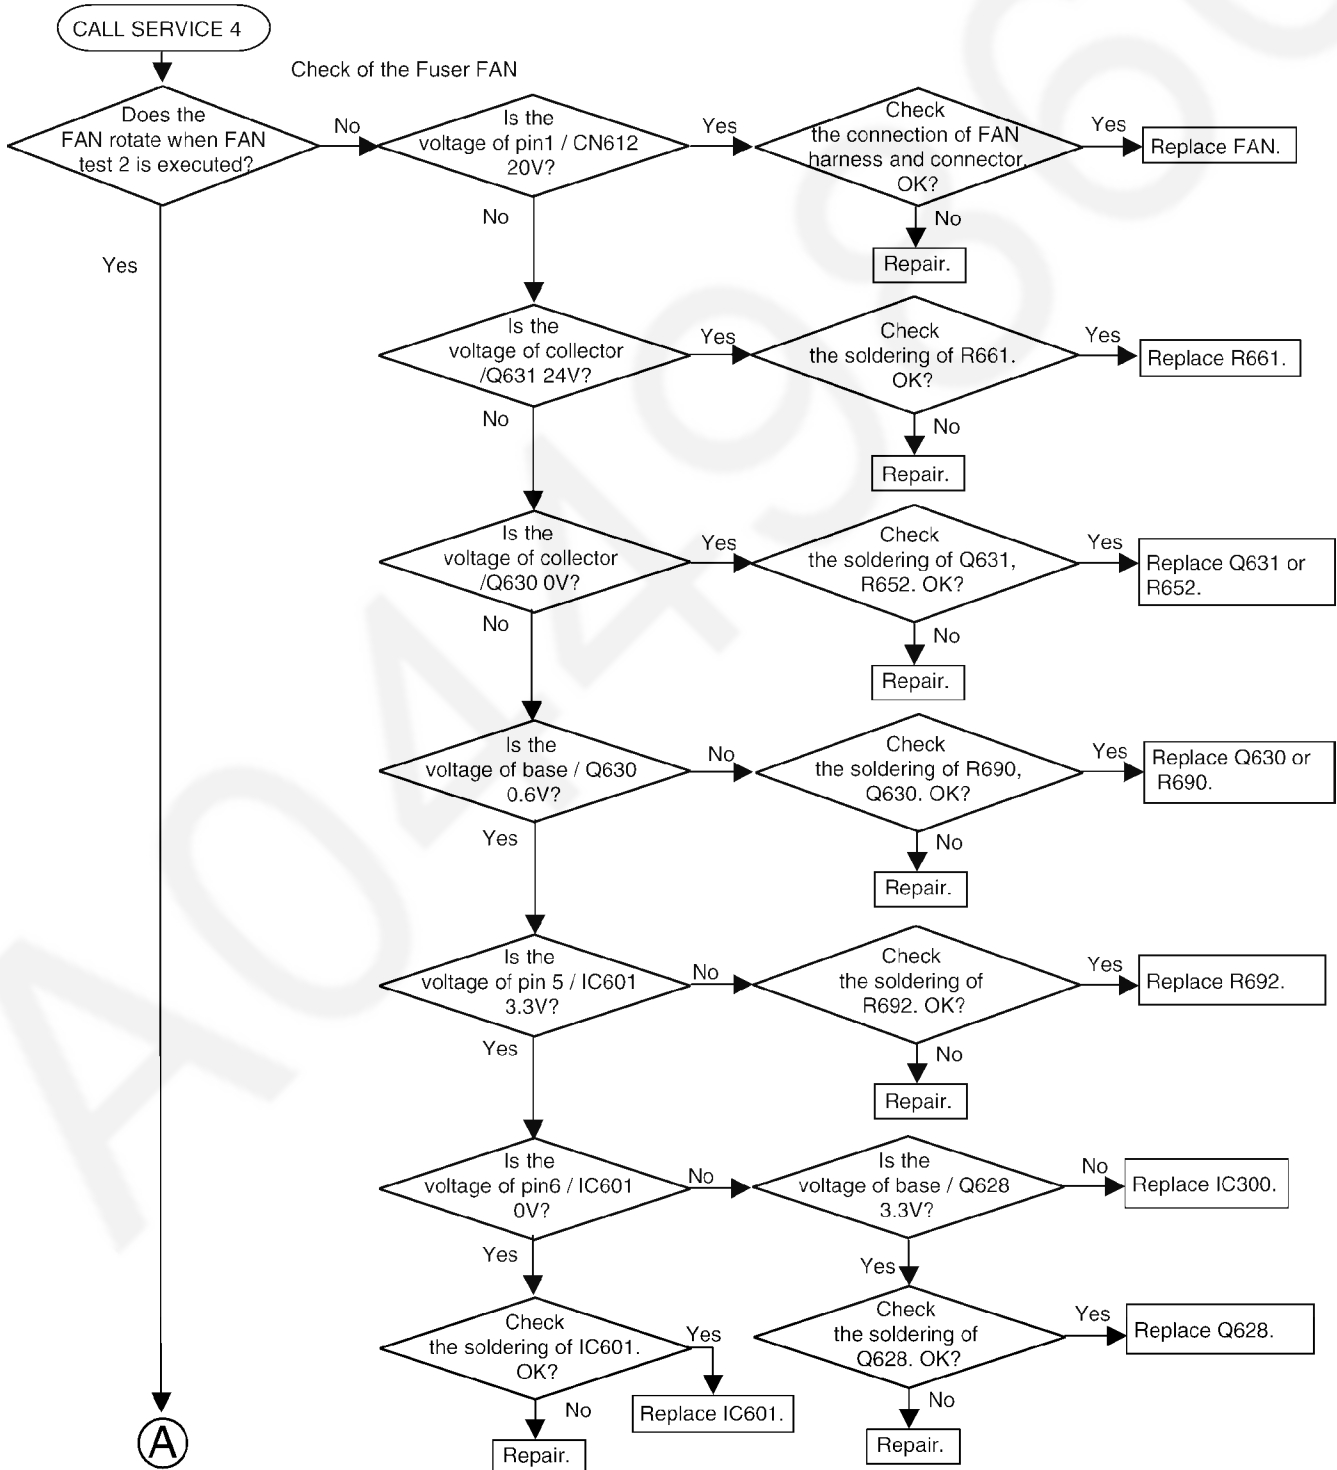 CALL SERVICE 4
Check of the Fuser FAN
Does the
FAN rotate when FAN
test 2 is executed?
No
Is the
voltage of pin1 / CN612
20V?
Yes
Check
the connection of FAN
harness and connector.
OK?
Yes
Replace FAN.
No
No
Repair.
Yes
Is the
voltage of collector
/Q631 24V?
Yes
Check
the soldering of R661.
OK?
Yes
Replace R661.
No
No
Repair.
Is the
voltage of collector
/Q630 0V?
Yes
Check
the soldering of Q631,
R652. OK?
Yes
Replace Q631 or
R652.
No
No
Repair.
Is the
voltage of base / Q630
0.6V?
No
Check
the soldering of R690,
Q630. OK?
Yes
Replace Q630 or
R690.
Yes
No
Repair.
Is the
voltage of pin 5 / IC601
3.3V?
No
Check
the soldering of
R692. OK?
Yes
Replace R692.
Yes
No
Repair.
Is the
voltage of pin6 / IC601
0V?
No
Is the
voltage of base / Q628
3.3V?
No
Replace IC300.
Yes
Yes
Check
the soldering of IC601.
OK?
Yes
Replace IC601.
Check
the soldering of
Q628. OK?
Yes
Replace Q628.
No
No
Repair.
Repair.
A